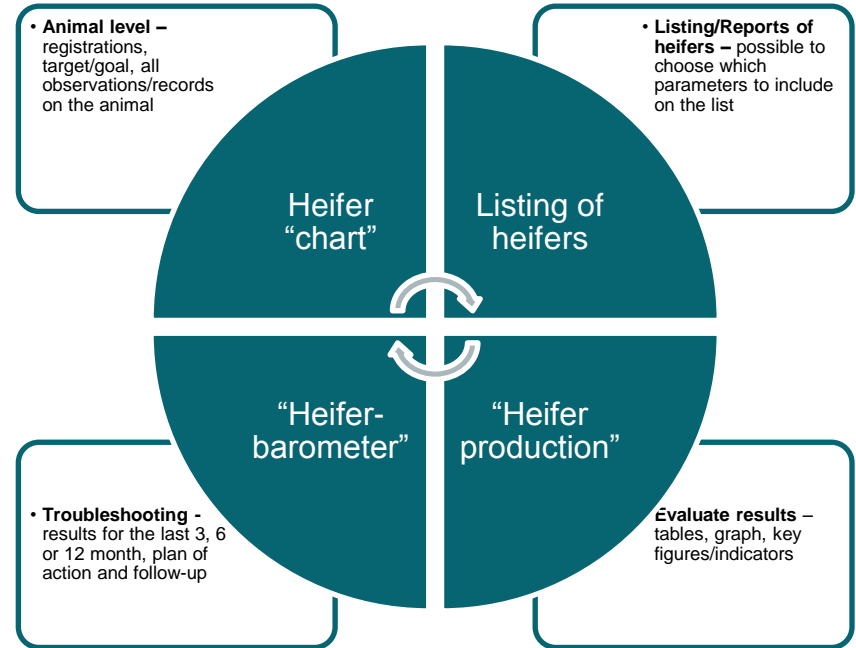 • Animal level –
registrations,
target/goal, all
observations/records
on the animal
• Listing/Reports of
heifers – possible to
choose which
parameters to include
on the list
Heifer
“chart”
Listing of
heifers
“Heifer-
barometer”
“Heifer
production”
• Troubleshooting -
results for the last 3, 6
or 12 month, plan of
action and follow-up
Evaluate results –
tables, graph, key
figures/indicators